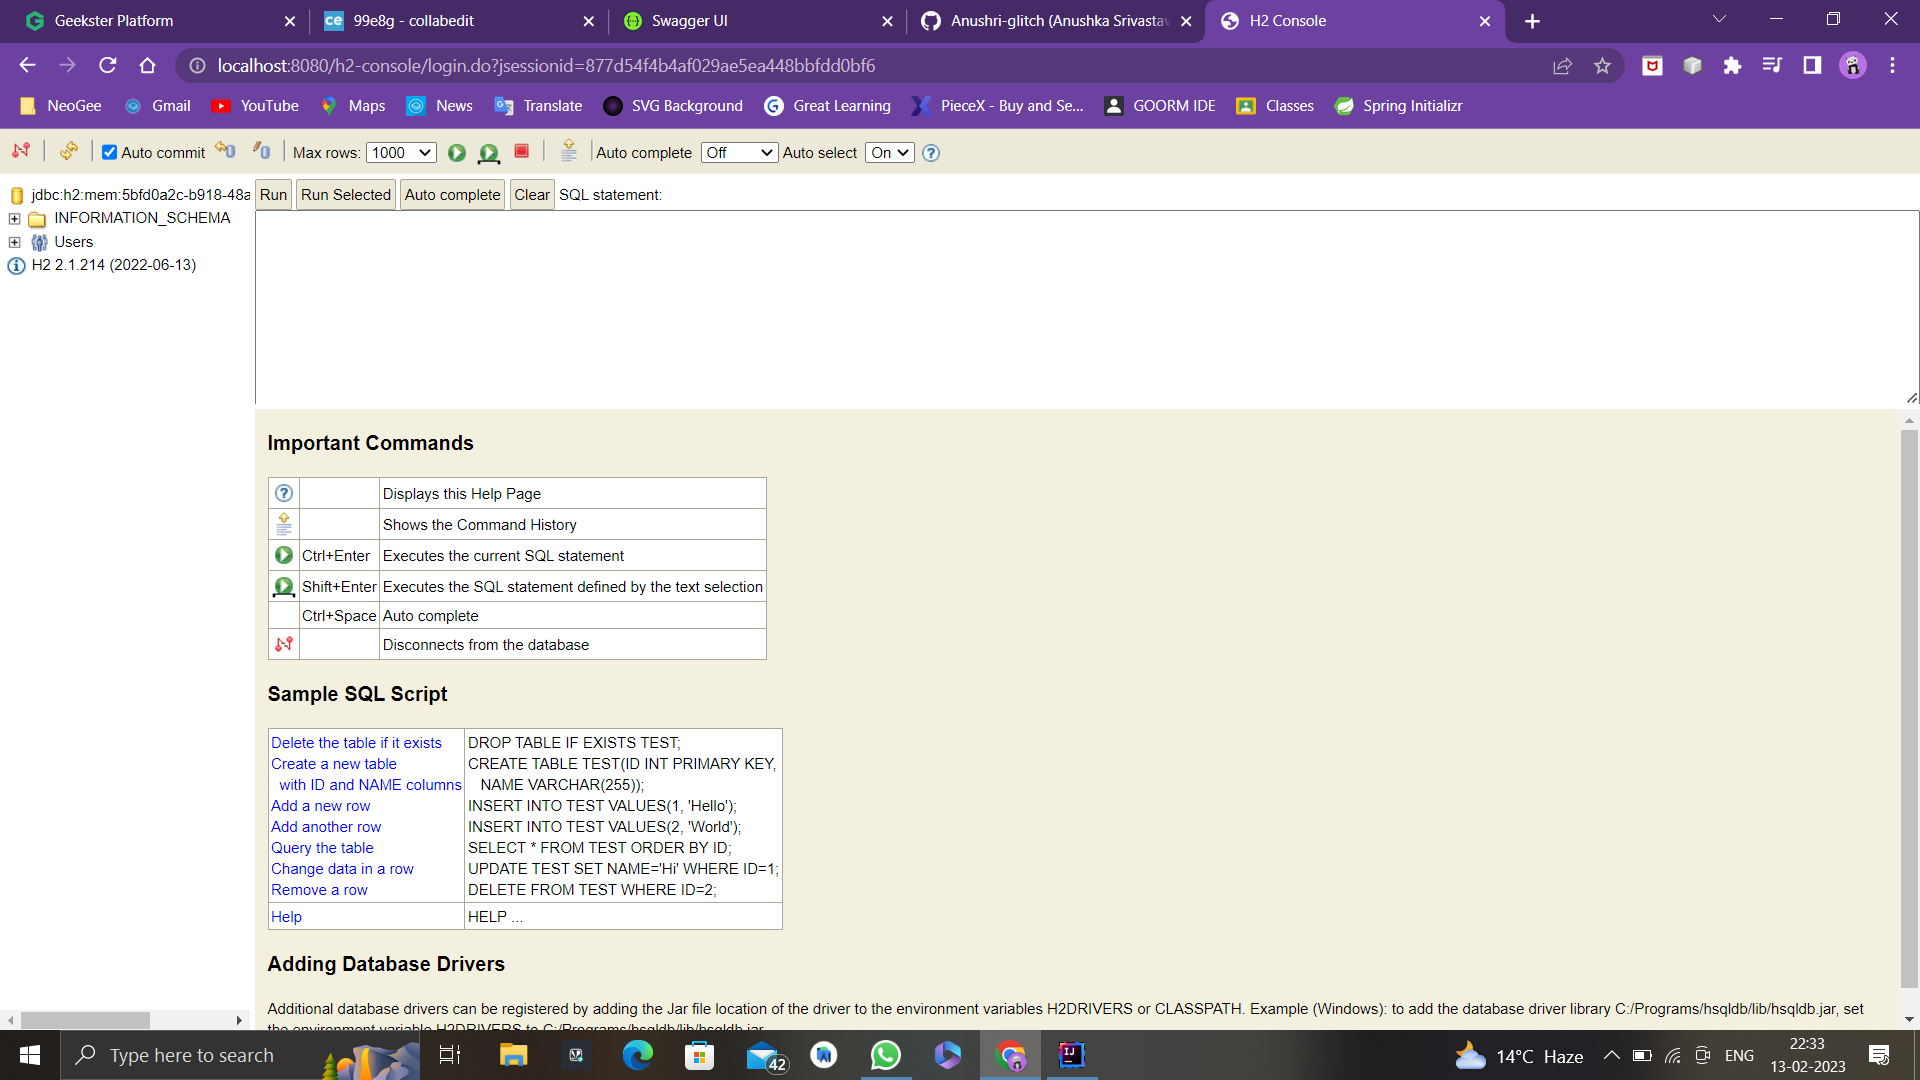 Geekster Platform
ce 99e8g - collabedit
Swagger UI
Anushri-glitch (Anushka Srivastav
H2 Console
localhost:8080/h2-console/login.do?jsessionid=877d54f4b4af029ae5ea448bbfdd0bf6
NeoGee
Gmail
YouTube
Maps
News
Translate
SVG Background
Great Learning
PieceX - Buy and Se...
GOORM IDE
Classes
Spring Initializr
Auto commit
Max rows: 1000
Auto complete Off
Auto select On
jdbc:h2:mem:5bfd0a2c-b918-48a
INFORMATION_SCHEMA
Users
H2 2.1.214 (2022-06-13)
Run
Run Selected
Auto complete
Clear
SQL statement:
Important Commands
Displays this Help Page
Shows the Command History
Ctrl+Enter Executes the current SQL statement
Shift+Enter Executes the SQL statement defined by the text selection
Ctrl+Space Auto complete
Disconnects from the database
Sample SQL Script
Delete the table if it exists DROP TABLE IF EXISTS TEST;
Create a new table CREATE TABLE TEST(ID INT PRIMARY KEY,
with ID and NAME columns NAME VARCHAR(255));
Add a new row INSERT INTO TEST VALUES(1, 'Hello');
Add another row INSERT INTO TEST VALUES(2, 'World');
Query the table SELECT * FROM TEST ORDER BY ID;
Change data in a row UPDATE TEST SET NAME='Hi' WHERE ID=1;
Remove a row DELETE FROM TEST WHERE ID=2;
Help HELP ...
Adding Database Drivers
Additional database drivers can be registered by adding the Jar file location of the driver to the environment variables H2DRIVERS or CLASSPATH. Example (Windows): to add the database driver library C:/Programs/hsqldb/lib/hsqldb.jar, set
the environment variable H2DRIVERS to C:/Programs/hsqldb/lib/hsqldb.jar.
Type here to search
42
IJ
14°C Haze
ENG
22:33
13-02-2023